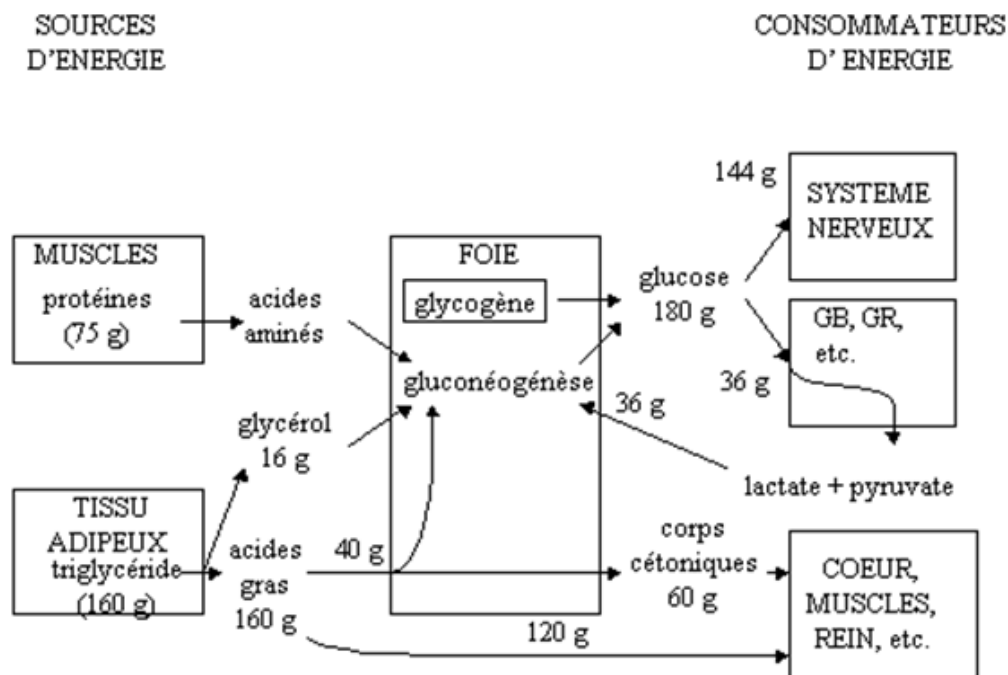 SOURCES
D'ENERGIE
CONSOMMATEURS
D' ENERGIE
MUSCLES
protéines
(75 g)
acides
aminés
FOIE
glycogène
gluconéogénèse
glucose
180 g
144 g
SYSTEME
NERVEUX
GB, GR,
etc.
36 g
36 g
lactate + pyruvate
glycérol
16 g
TISSU
ADIPEUX
triglycéride
(160 g)
acides
gras
160 g
40 g
120 g
corps
cétoniques
60 g
COEUR,
MUSCLES,
REIN, etc.